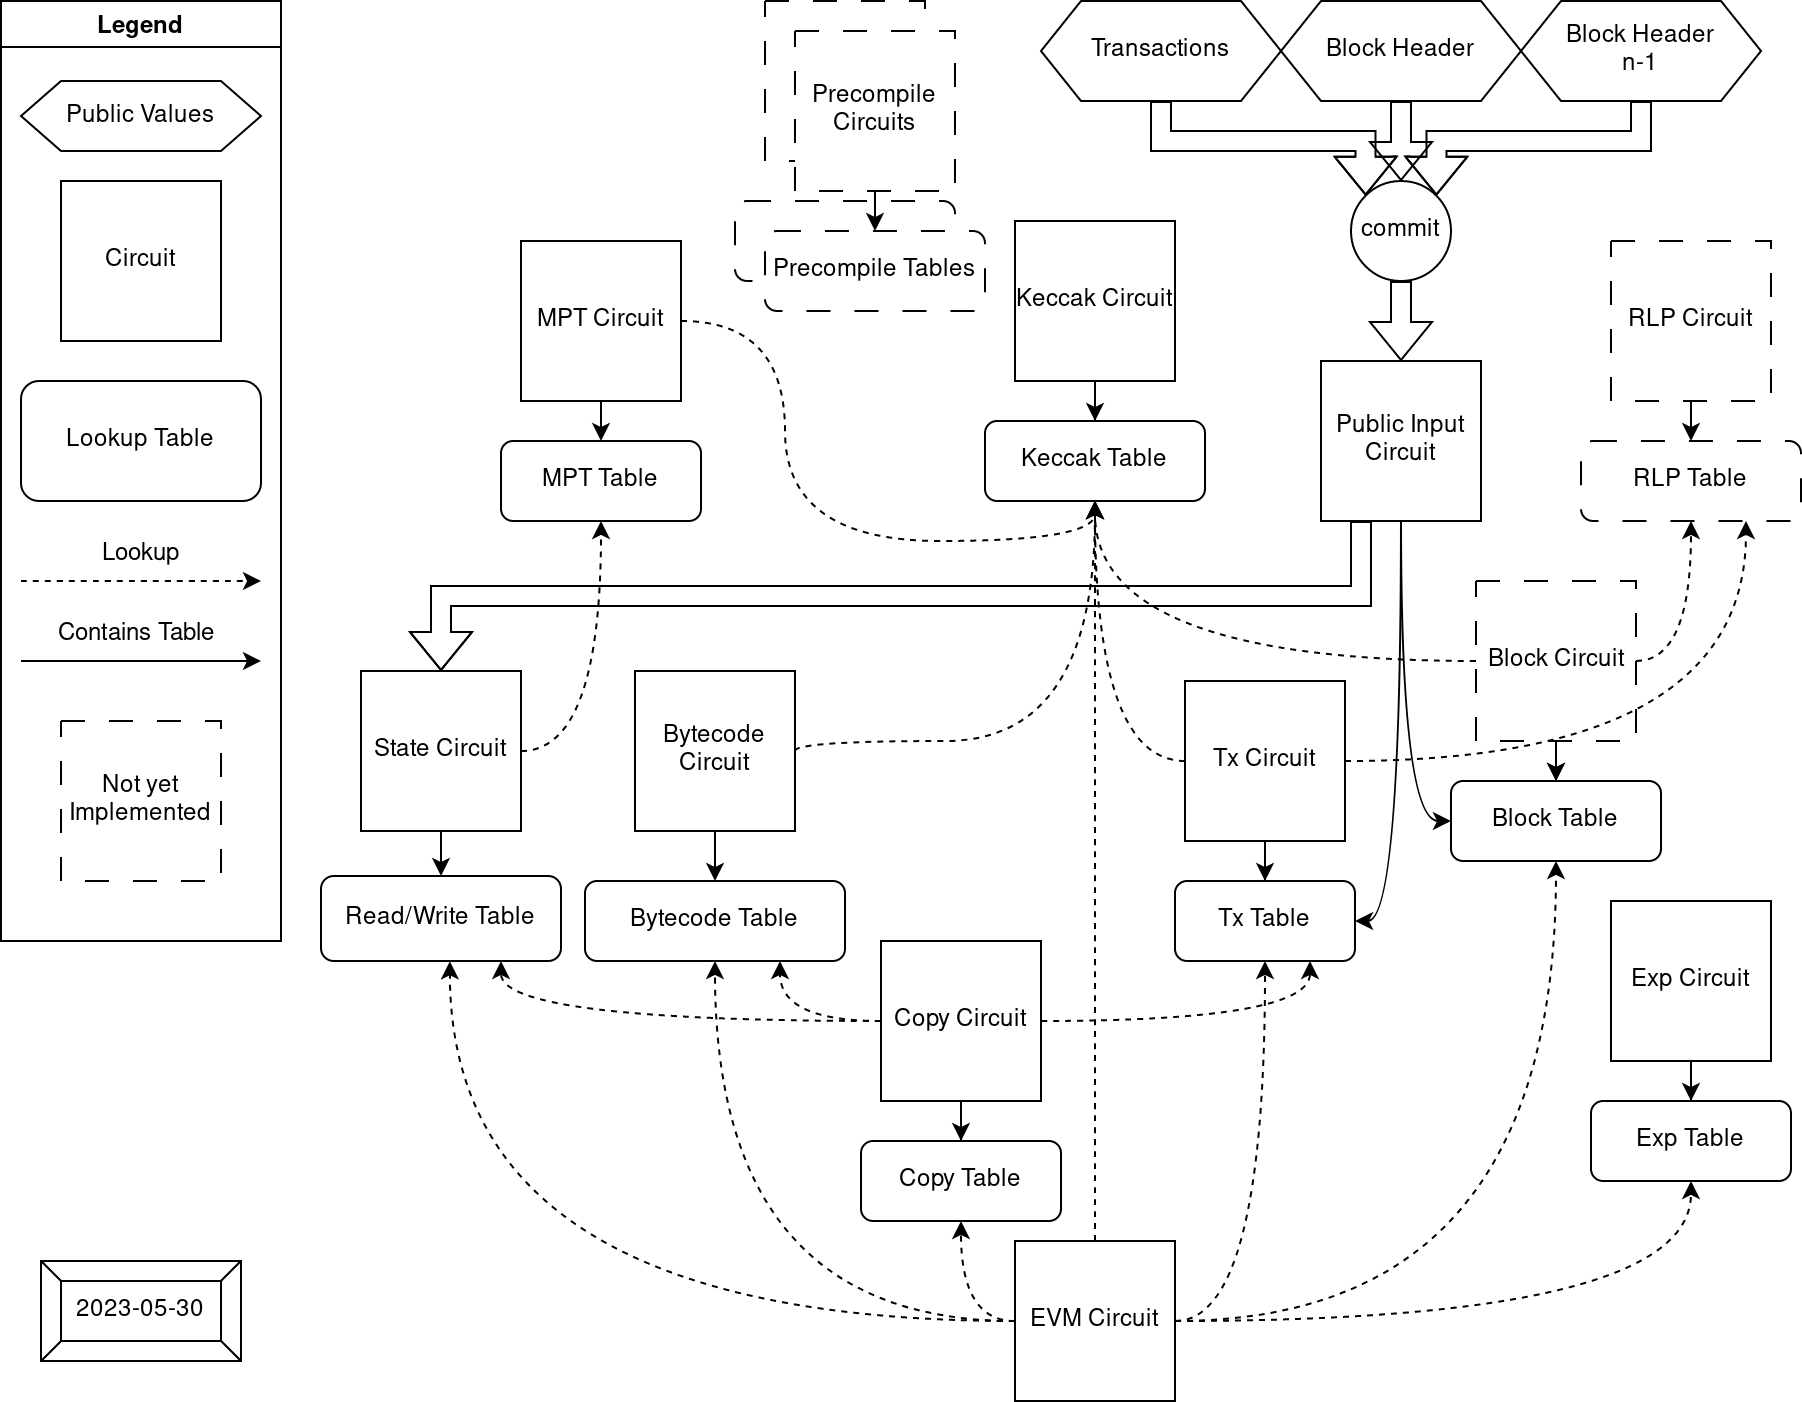 Legend
Public Values
Circuit
Lookup Table
Lookup
Contains Table
Not yet
Implemented
2023-05-30
Transactions
Block Header
Block Header
n-1
Precompile
Circuits
Precompile Tables
commit
MPT Circuit
Keccak Circuit
RLP Circuit
MPT Table
Keccak Table
Public Input
Circuit
RLP Table
Block Circuit
State Circuit
Bytecode
Circuit
Tx Circuit
Block Table
Read/Write Table
Bytecode Table
Tx Table
Copy Circuit
Exp Circuit
Copy Table
Exp Table
EVM Circuit